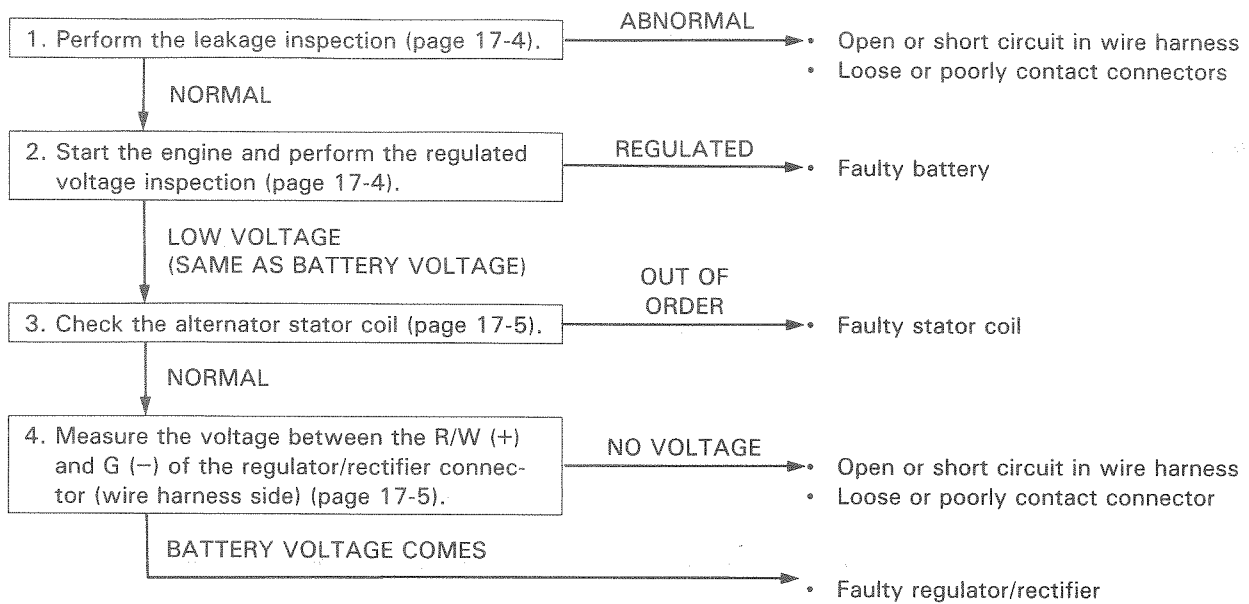 ABNORMAL
1. Perform the leakage inspection (page 17-4).
• Open or short circuit in wire harness
• Loose or poorly contact connectors
NORMAL
2. Start the engine and perform the regulated
voltage inspection (page 17-4).
REGULATED
• Faulty battery
LOW VOLTAGE
(SAME AS BATTERY VOLTAGE)
OUT OF
ORDER
3. Check the alternator stator coil (page 17-5).
• Faulty stator coil
NORMAL
4. Measure the voltage between the R/W (+)
and G (−) of the regulator/rectifier connec-
tor (wire harness side) (page 17-5).
NO VOLTAGE
• Open or short circuit in wire harness
• Loose or poorly contact connector
BATTERY VOLTAGE COMES
• Faulty regulator/rectifier